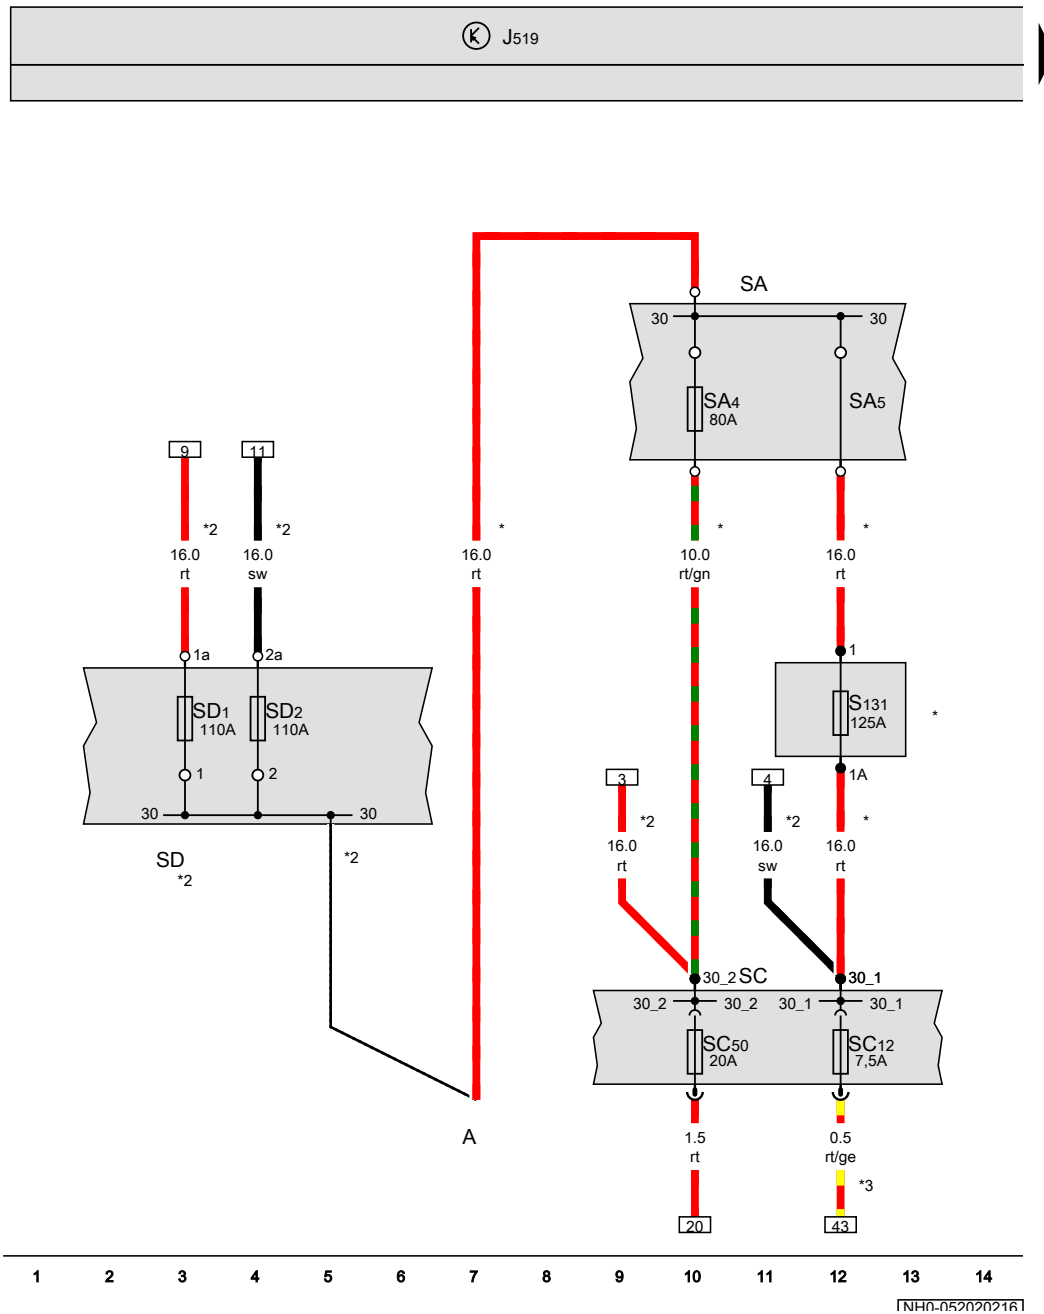 J519
SA
30 30
SA4
80A
SA5
9 11
*2 *2 * * *
16.0 16.0 16.0 10.0 16.0
rt sw rt rt/gn rt
1a 2a 1
SD1
110A
SD2
110A
S131
125A
*
1 2
3 4 1A
30 30
*2 *2 *
16.0 16.0 16.0
rt sw rt
SD
*2
*2
30_2 SC 30_1
30_2 30_2 30_1 30_1
SC50
20A
SC12
7,5A
A
1.5 0.5
rt rt/ge
*3
20 43
1 2 3 4 5 6 7 8 9 10 11 12 13 14
NH0-052020216